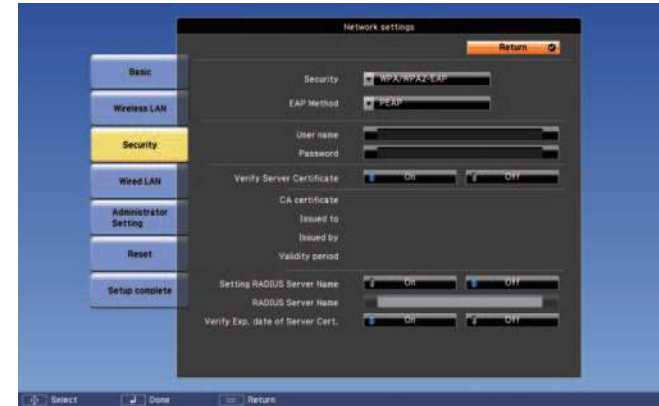 Network settings
Return
Basic
Wireless LAN
Security
Wired LAN
Administrator
Setting
Reset
Setup complete
Security WPA/WPA2-EAP
EAP Method PEAP
User name
Password
Verify Server Certificate On Off
CA certificate
Issued to
Issued by
Validity period
Setting RADIUS Server Name On Off
RADIUS Server Name
Verify Exp. date of Server Cert. On Off
Select Done Return